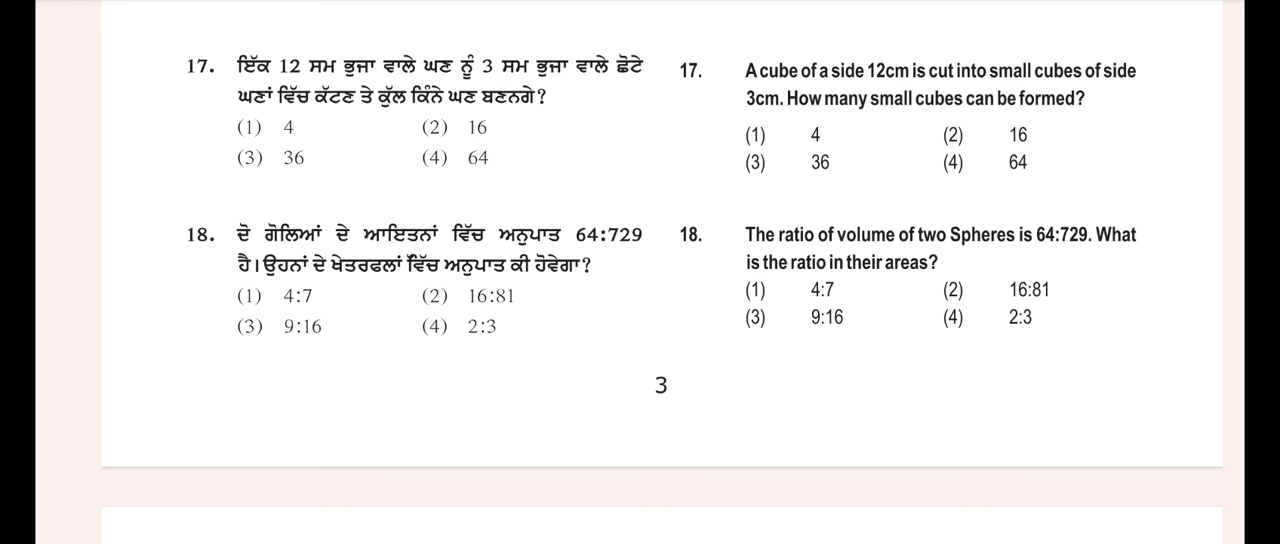 17. ਇੱਕ 12 ਸਮ ਭੁਜਾ ਵਾਲੇ ਘਣ ਨੂੰ 3 ਸਮ ਭੁਜਾ ਵਾਲੇ ਛੋਟੇ
ਘਣਾਂ ਵਿੱਚ ਕੱਟਣ ਤੇ ਕੁੱਲ ਕਿੰਨੇ ਘਣ ਬਣਨਗੇ?
(1) 4 (2) 16
(3) 36 (4) 64
18. ਦੋ ਗੋਲਿਆਂ ਦੇ ਆਇਤਨਾਂ ਵਿੱਚ ਅਨੁਪਾਤ 64:729
ਹੈ। ਉਹਨਾਂ ਦੇ ਖੇਤਰਫਲਾਂ ਵਿੱਚ ਅਨੁਪਾਤ ਕੀ ਹੋਵੇਗਾ?
(1) 4:7 (2) 16:81
(3) 9:16 (4) 2:3
17. A cube of a side 12cm is cut into small cubes of side
3cm. How many small cubes can be formed?
(1) 4 (2) 16
(3) 36 (4) 64
18. The ratio of volume of two Spheres is 64:729. What
is the ratio in their areas?
(1) 4:7 (2) 16:81
(3) 9:16 (4) 2:3
3